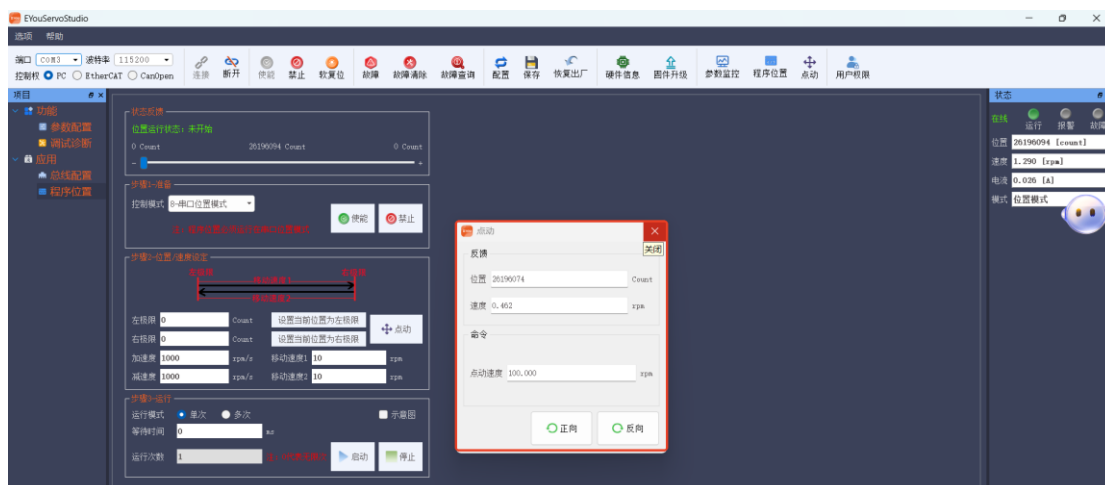 EYouServoStudio
选项 帮助
端口 COM3 波特率 115200
控制权 PC EtherCAT CanOpen
连接 断开 使能 禁止 软复位 故障 故障清除 故障查询 配置 保存 恢复出厂 硬件信息 固件升级 参数监控 程序位置 点动 用户权限
项目
功能
参数配置
调试诊断
应用
总线配置
程序位置
状态反馈
位置运行状态：未开始
0 Count 26196094 Count 0 Count
- +
步骤1-准备
控制模式 8-串口位置模式
使能 禁止
步骤2-位置/速度设定
左极限 0 Count 设置当前位置为左极限
右极限 0 Count 设置当前位置为右极限
点动
加速度 1000 rpm/s 移动速度1 10 rpm
减速度 1000 rpm/s 移动速度2 10 rpm
步骤3-运行
运行模式 单次 多次 示意图
等待时间 0 ms
运行次数 1
启动 停止
点动
关闭
反馈
位置 26196074 Count
速度 0.462 rpm
命令
点动速度 100.000 rpm
正向 反向
状态
在线 运行 报警 故障
位置 26196094 [count]
速度 1.290 [rpm]
电流 0.026 [A]
模式 位置模式